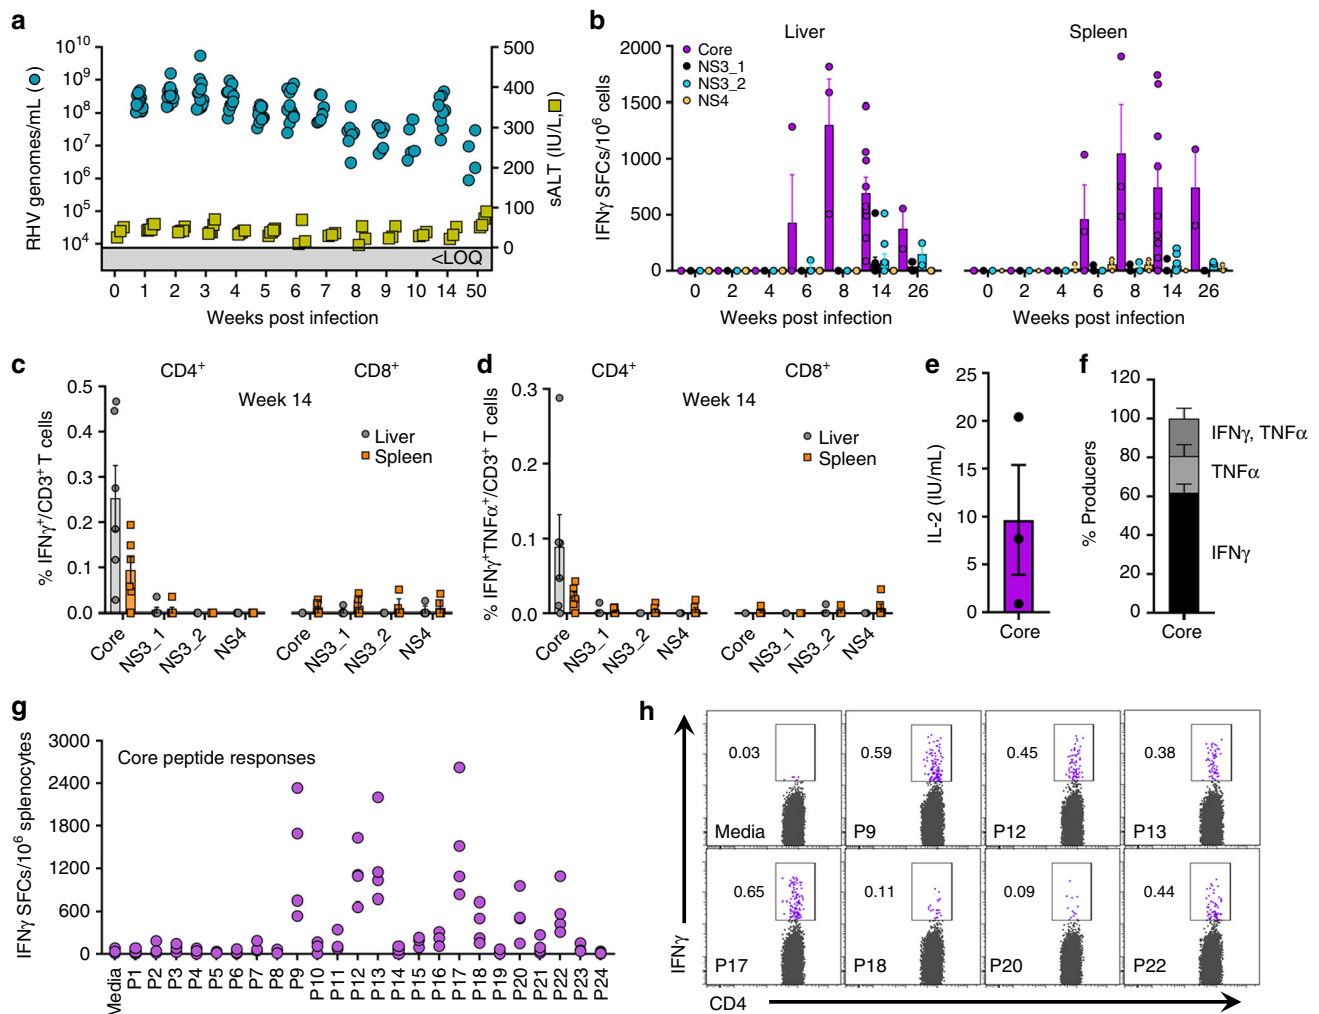 a
RHV genomes/mL ( )
10^10
10^9
10^8
10^7
10^6
10^5
10^4
500
400
300
200
100
0
sALT (IU/L, )
<LOQ
0 1 2 3 4 5 6 7 8 9 10 14 50
Weeks post infection
b
Liver
Spleen
Core
NS3_1
NS3_2
NS4
IFNγ SFCs/10^6 cells
2000
1500
1000
500
0
0 2 4 6 8 14 26
Weeks post infection
0 2 4 6 8 14 26
Weeks post infection
c
CD4+
CD8+
Week 14
Liver
Spleen
% IFNγ+/CD3+ T cells
0.5
0.4
0.3
0.2
0.1
0.0
Core NS3_1 NS3_2 NS4
Core NS3_1 NS3_2 NS4
d
CD4+
CD8+
Week 14
Liver
Spleen
% IFNγ+TNFα+/CD3+ T cells
0.3
0.2
0.1
0.0
Core NS3_1 NS3_2 NS4
Core NS3_1 NS3_2 NS4
e
IL-2 (IU/mL)
25
20
15
10
5
0
Core
f
% Producers
120
100
80
60
40
20
0
IFNγ, TNFα
TNFα
IFNγ
Core
g
Core peptide responses
IFNγ SFCs/10^6 splenocytes
3000
2400
1800
1200
600
0
Media P1 P2 P3 P4 P5 P6 P7 P8 P9 P10 P11 P12 P13 P14 P15 P16 P17 P18 P19 P20 P21 P22 P23 P24
h
0.03
Media
0.59
P9
0.45
P12
0.38
P13
0.65
P17
0.11
P18
0.09
P20
0.44
P22
IFNγ
CD4